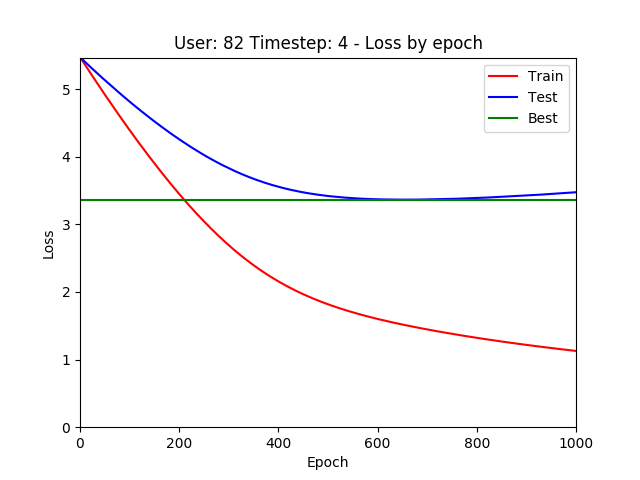 User: 82 Timestep: 4 - Loss by epoch
Train
Test
Best
Loss
5
4
3
2
1
0
0 200 400 600 800 1000
Epoch